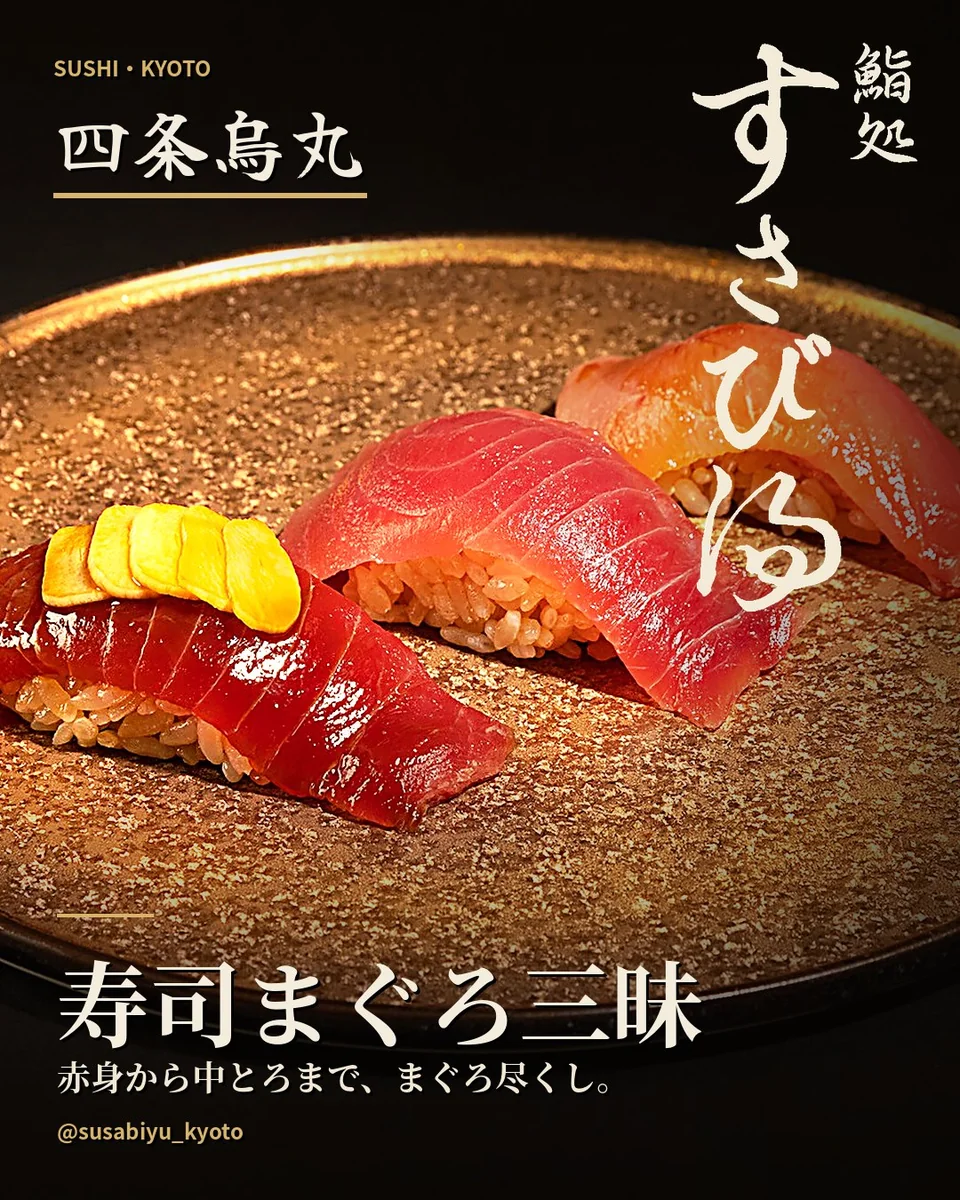 SUSHI・KYOTO
四条烏丸
鮨処
すさび湯
寿司まぐろ三昧
赤身から中とろまで、まぐろ尽くし。
@susabiyu_kyoto